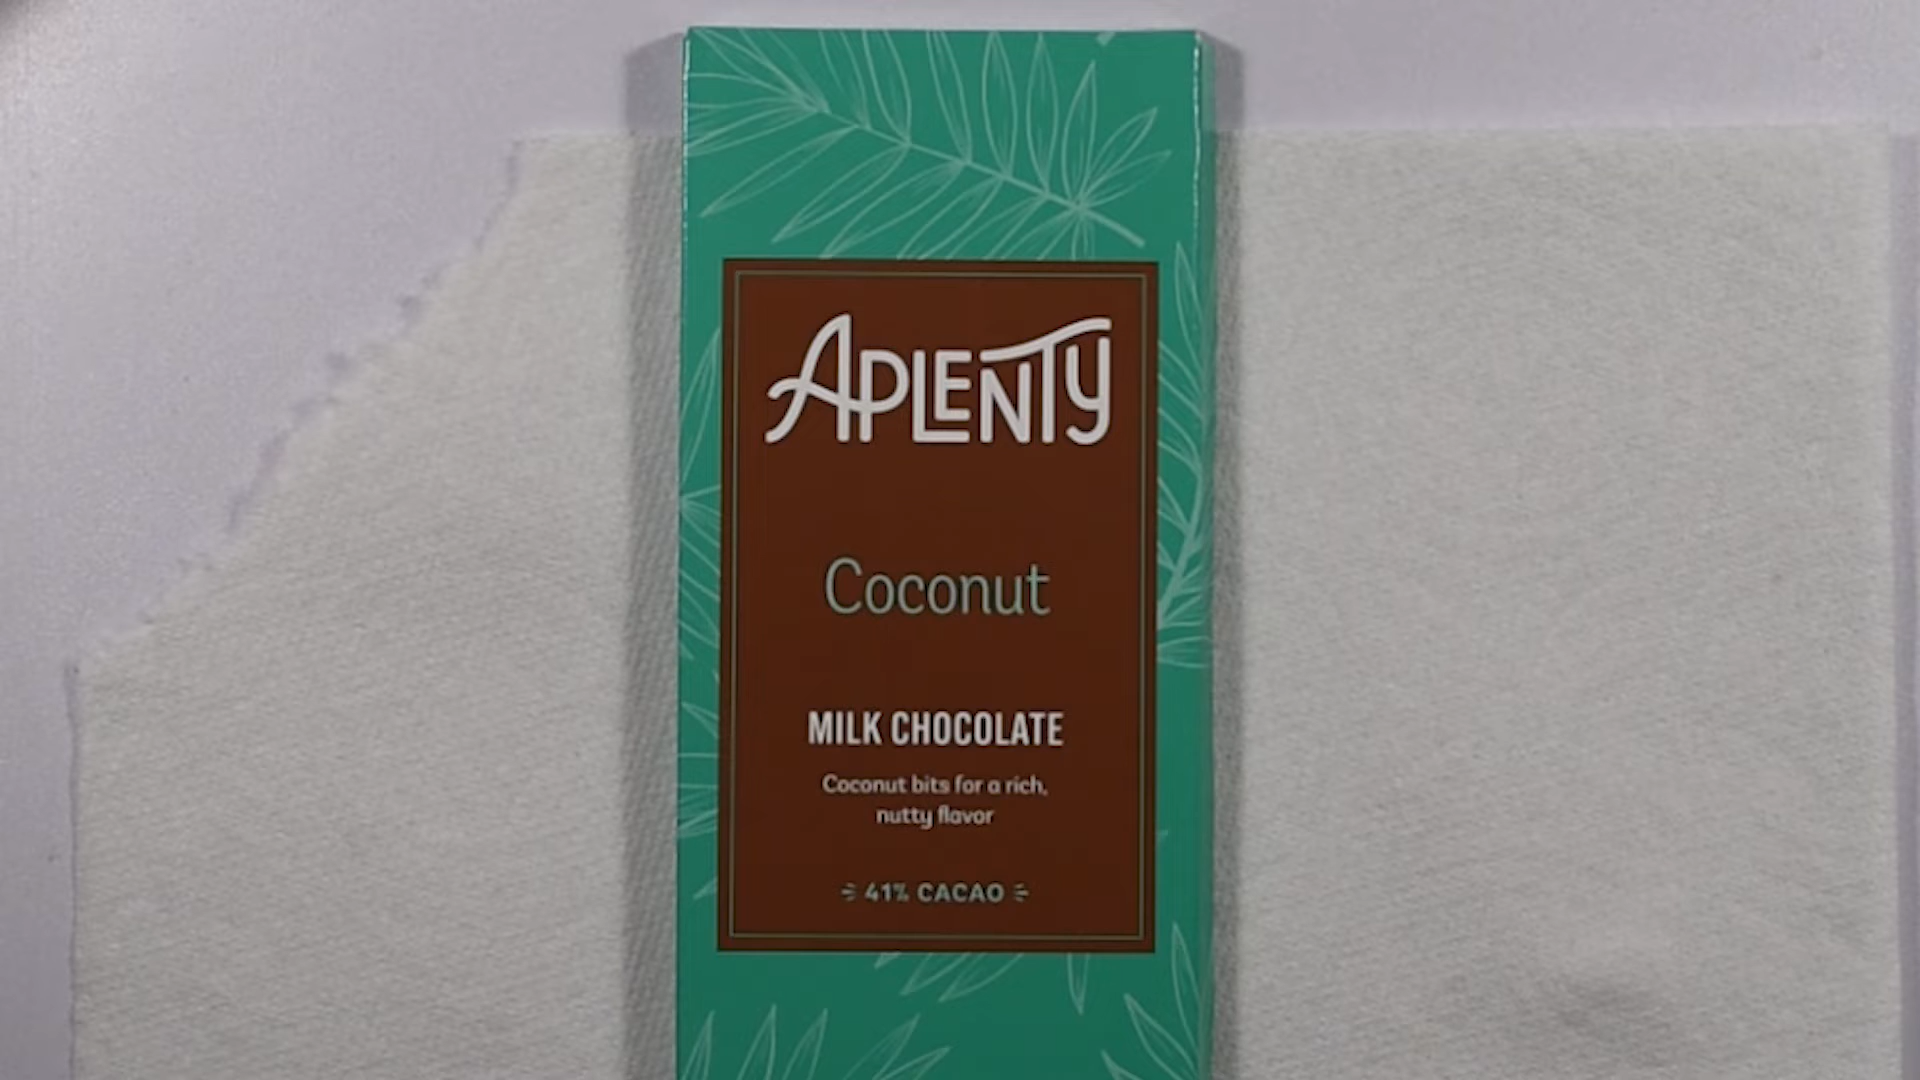 APLENTY
Coconut
MILK CHOCOLATE
Coconut bits for a rich,
nutty flavor
41% CACAO